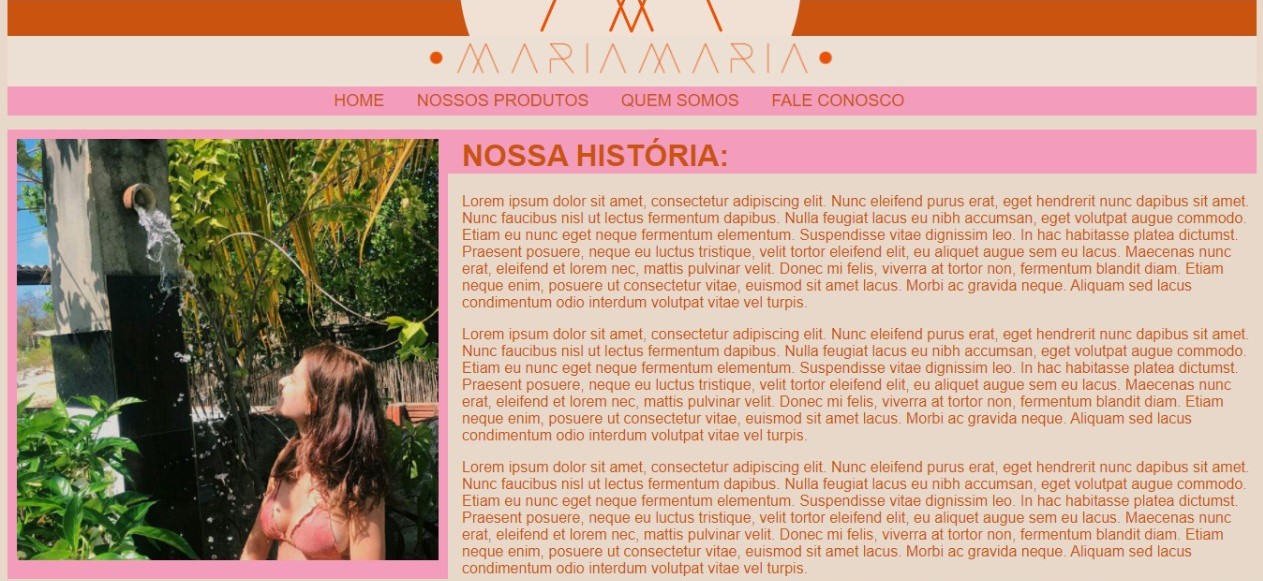 MARIAMARIA
HOME NOSSOS PRODUTOS QUEM SOMOS FALE CONOSCO
NOSSA HISTÓRIA:
Lorem ipsum dolor sit amet, consectetur adipiscing elit. Nunc eleifend purus erat, eget hendrerit nunc dapibus sit amet.
Nunc faucibus nisl ut lectus fermentum dapibus. Nulla feugiat lacus eu nibh accumsan, eget volutpat augue commodo.
Etiam eu nunc eget neque fermentum elementum. Suspendisse vitae dignissim leo. In hac habitasse platea dictumst.
Praesent posuere, neque eu luctus tristique, velit tortor eleifend elit, eu aliquet augue sem eu lacus. Maecenas nunc
erat, eleifend et lorem nec, mattis pulvinar velit. Donec mi felis, viverra at tortor non, fermentum blandit diam. Etiam
neque enim, posuere ut consectetur vitae, euismod sit amet lacus. Morbi ac gravida neque. Aliquam sed lacus
condimentum odio interdum volutpat vitae vel turpis.
Lorem ipsum dolor sit amet, consectetur adipiscing elit. Nunc eleifend purus erat, eget hendrerit nunc dapibus sit amet.
Nunc faucibus nisl ut lectus fermentum dapibus. Nulla feugiat lacus eu nibh accumsan, eget volutpat augue commodo.
Etiam eu nunc eget neque fermentum elementum. Suspendisse vitae dignissim leo. In hac habitasse platea dictumst.
Praesent posuere, neque eu luctus tristique, velit tortor eleifend elit, eu aliquet augue sem eu lacus. Maecenas nunc
erat, eleifend et lorem nec, mattis pulvinar velit. Donec mi felis, viverra at tortor non, fermentum blandit diam. Etiam
neque enim, posuere ut consectetur vitae, euismod sit amet lacus. Morbi ac gravida neque. Aliquam sed lacus
condimentum odio interdum volutpat vitae vel turpis.
Lorem ipsum dolor sit amet, consectetur adipiscing elit. Nunc eleifend purus erat, eget hendrerit nunc dapibus sit amet.
Nunc faucibus nisl ut lectus fermentum dapibus. Nulla feugiat lacus eu nibh accumsan, eget volutpat augue commodo.
Etiam eu nunc eget neque fermentum elementum. Suspendisse vitae dignissim leo. In hac habitasse platea dictumst.
Praesent posuere, neque eu luctus tristique, velit tortor eleifend elit, eu aliquet augue sem eu lacus. Maecenas nunc
erat, eleifend et lorem nec, mattis pulvinar velit. Donec mi felis, viverra at tortor non, fermentum blandit diam. Etiam
neque enim, posuere ut consectetur vitae, euismod sit amet lacus. Morbi ac gravida neque. Aliquam sed lacus
condimentum odio interdum volutpat vitae vel turpis.